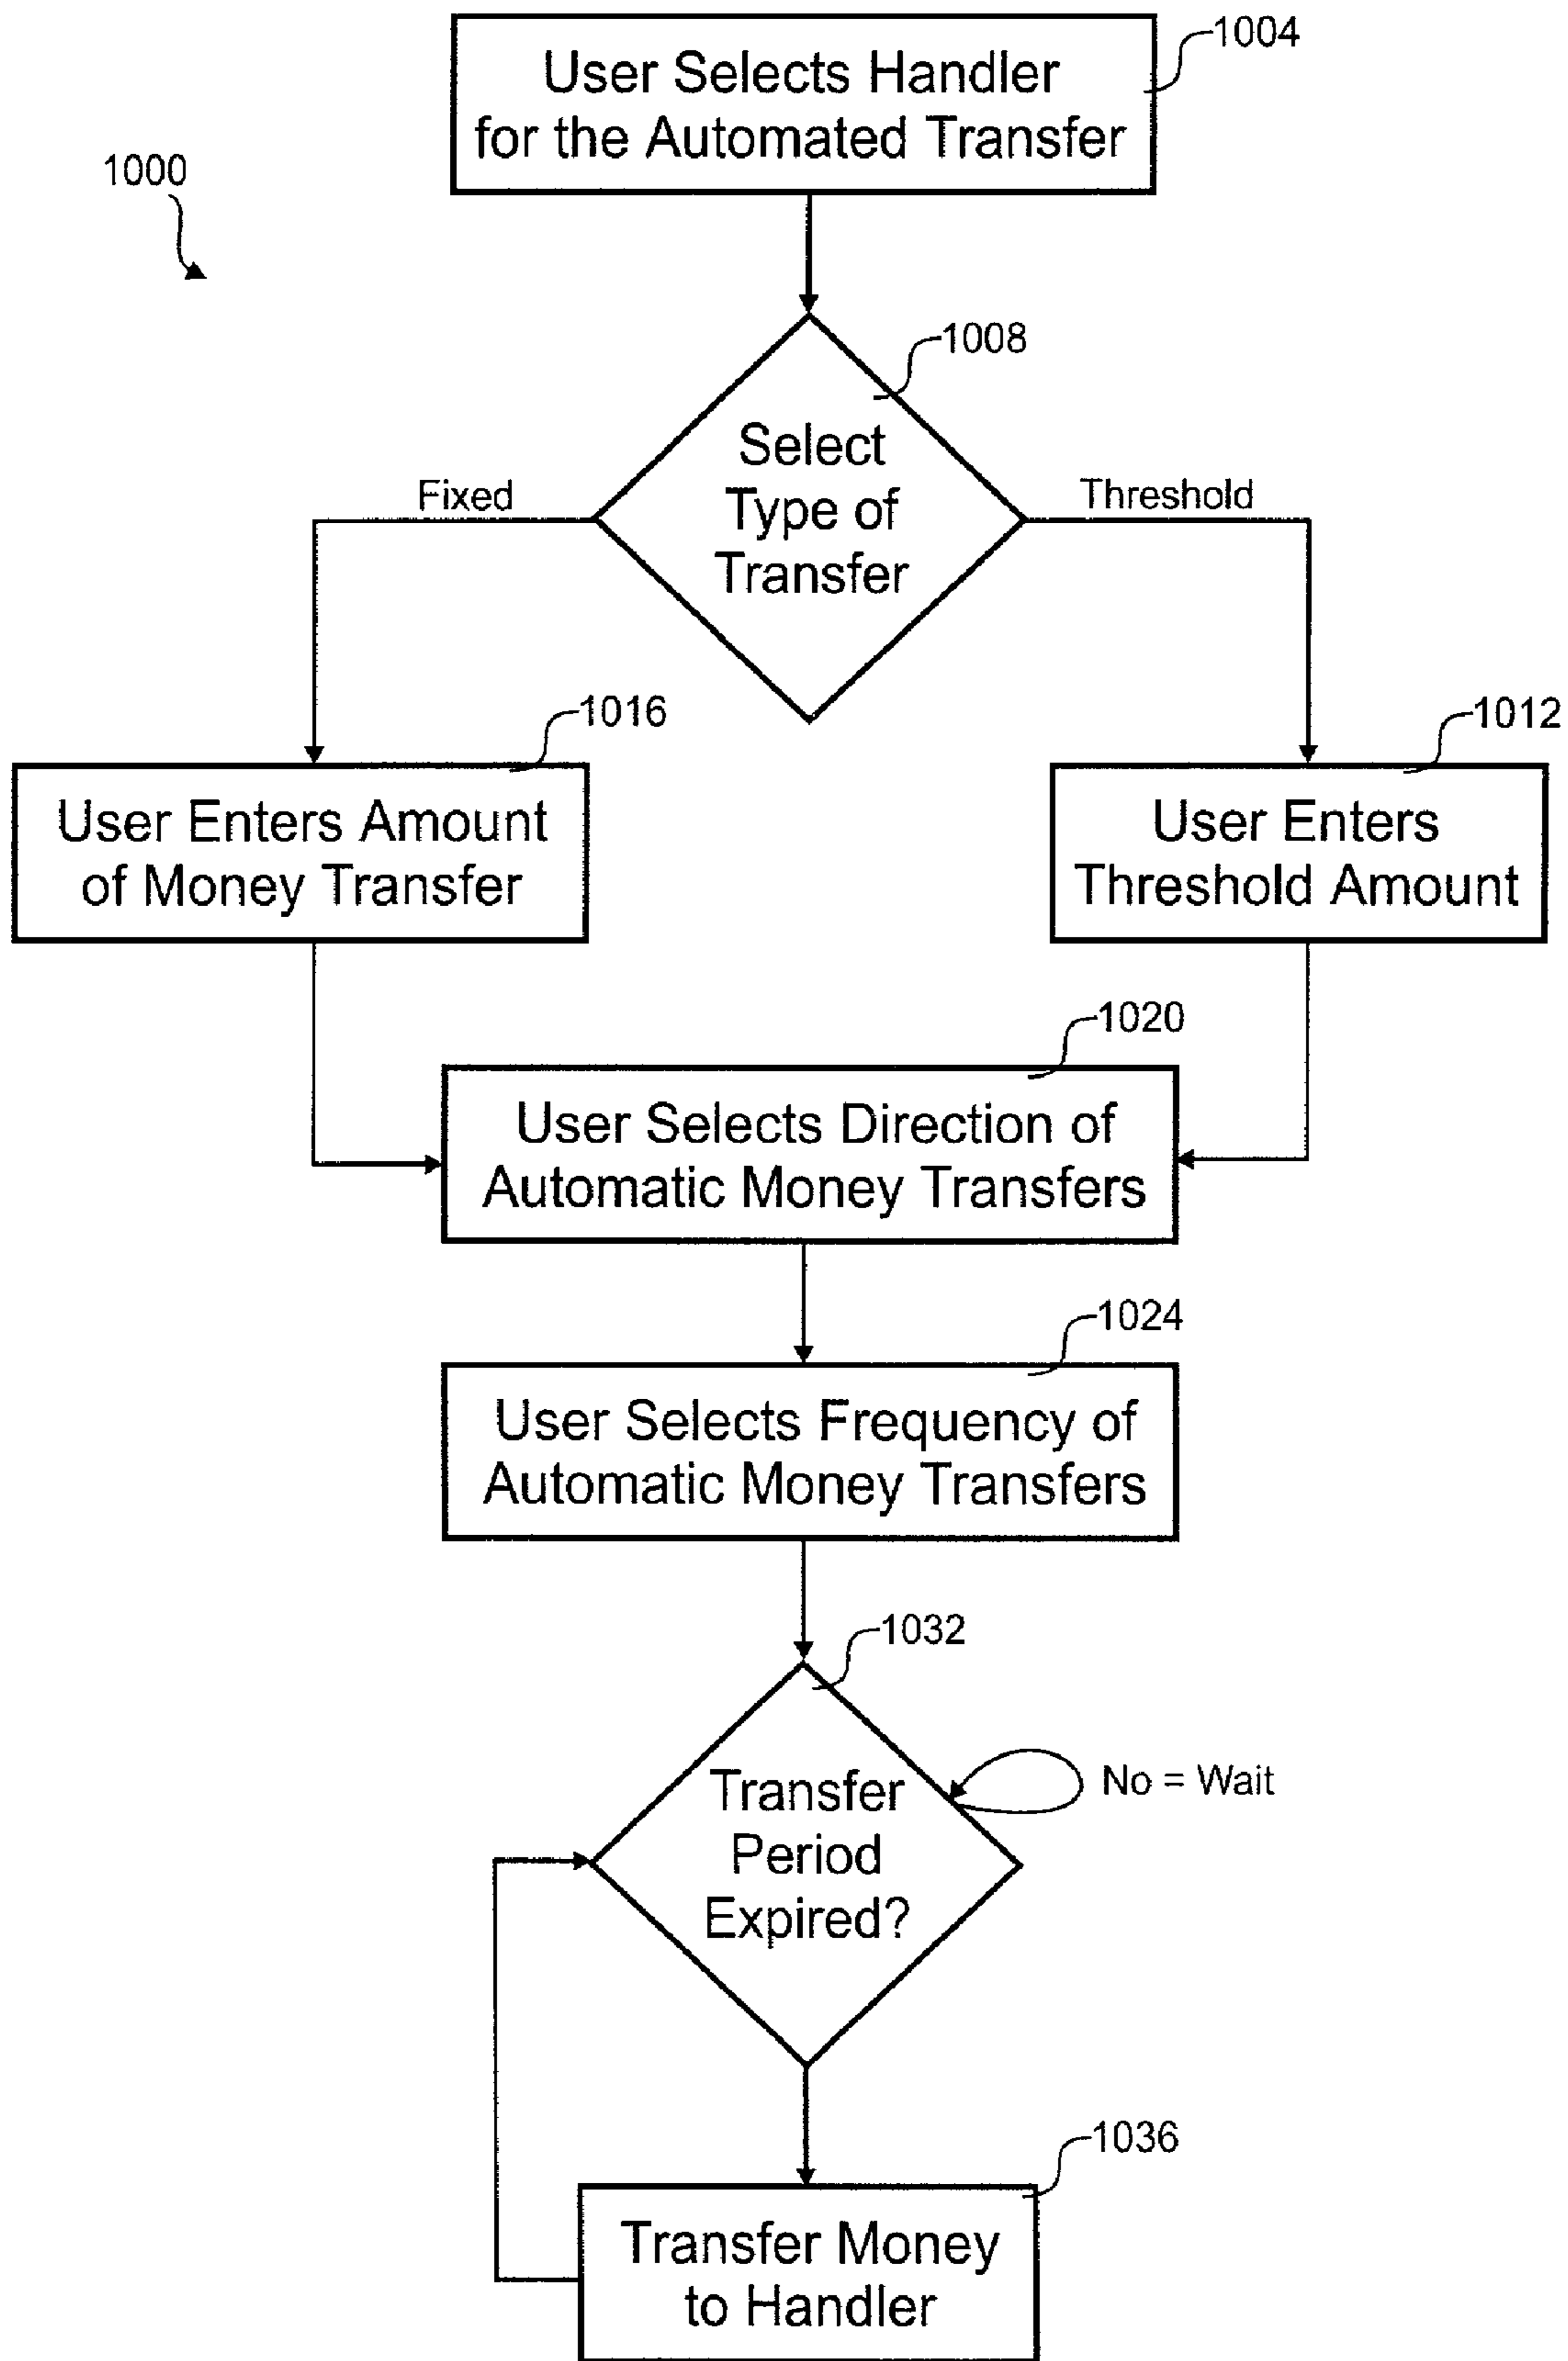 1004
User Selects Handler
for the Automated Transfer
1000
1008
Select
Type of
Transfer
Fixed
Threshold
1016
1012
User Enters Amount
of Money Transfer
User Enters
Threshold Amount
1020
User Selects Direction of
Automatic Money Transfers
1024
User Selects Frequency of
Automatic Money Transfers
1032
Transfer
Period
Expired?
No = Wait
1036
Transfer Money
to Handler